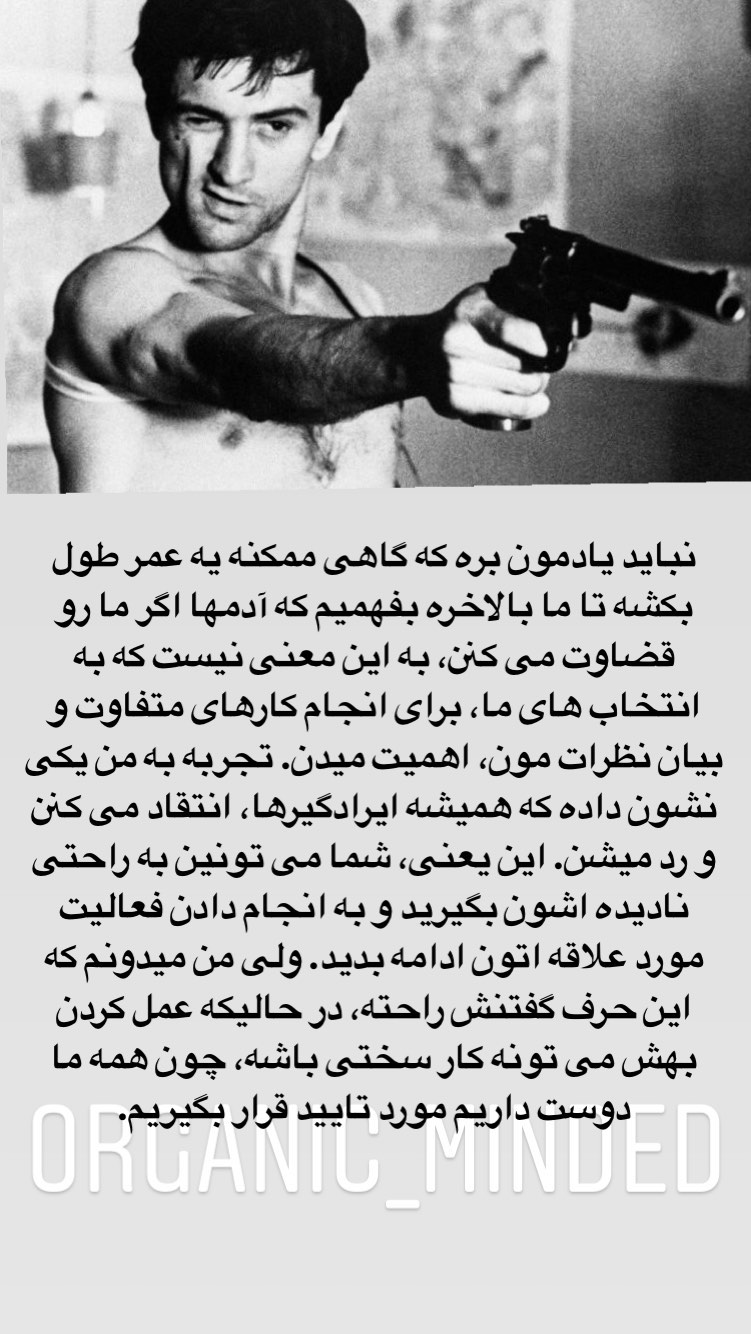 نباید یادمون بره که گاهی ممکنه یه عمر طول
بکشه تا ما بالاخره بفهمیم که آدمها اگر ما رو
قضاوت می کنن، به این معنی نیست که به
انتخاب های ما، برای انجام کارهای متفاوت و
بیان نظرات مون، اهمیت میدن. تجربه به من یکی
نشون داده که همیشه ایرادگیرها، انتقاد می کنن
و رد میشن. این یعنی، شما می تونین به راحتی
نادیده اشون بگیرید و به انجام دادن فعالیت
مورد علاقه اتون ادامه بدید. ولی من میدونم که
این حرف گفتنش راحته، در حالیکه عمل کردن
بهش می تونه کار سختی باشه، چون همه ما
دوست داریم مورد تایید قرار بگیریم.
ORGANIC_MINDED